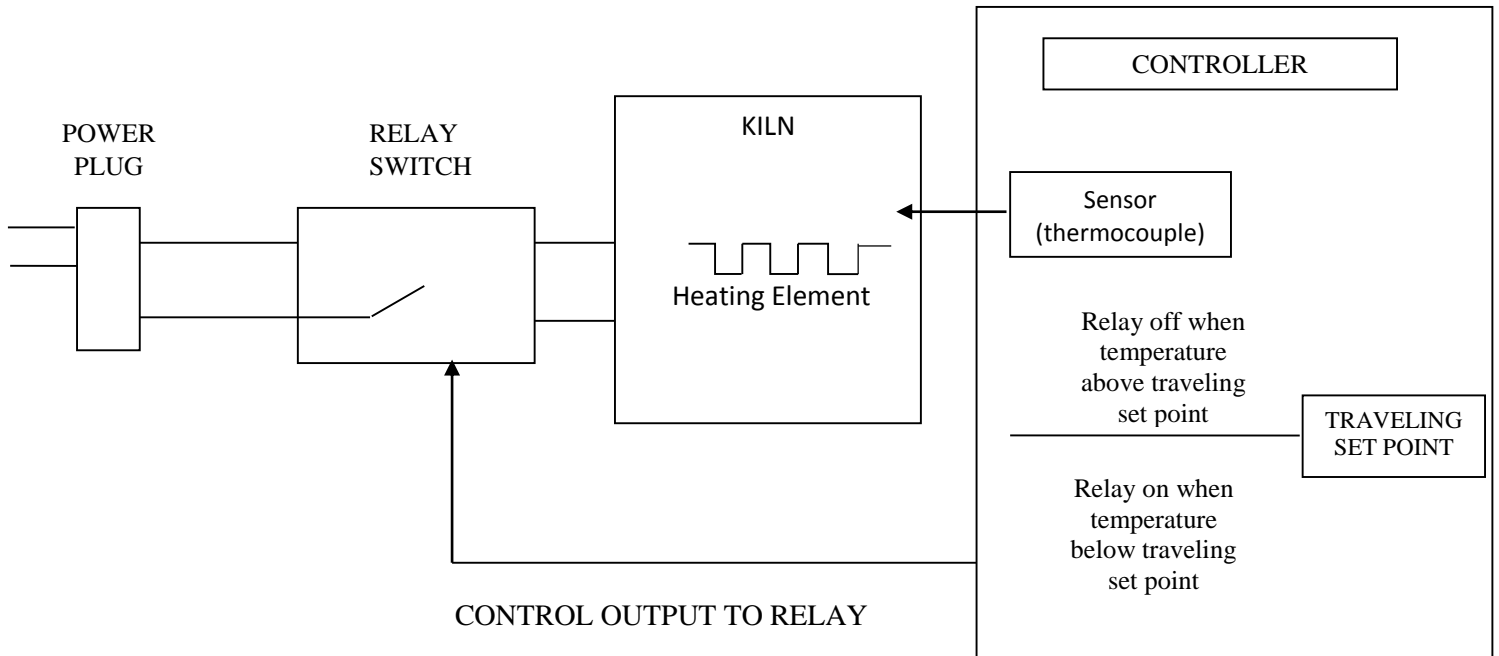 CONTROLLER
POWER
PLUG
RELAY
SWITCH
KILN
Sensor
(thermocouple)
Heating Element
Relay off when
temperature
above traveling
set point
TRAVELING
SET POINT
Relay on when
temperature
below traveling
set point
CONTROL OUTPUT TO RELAY